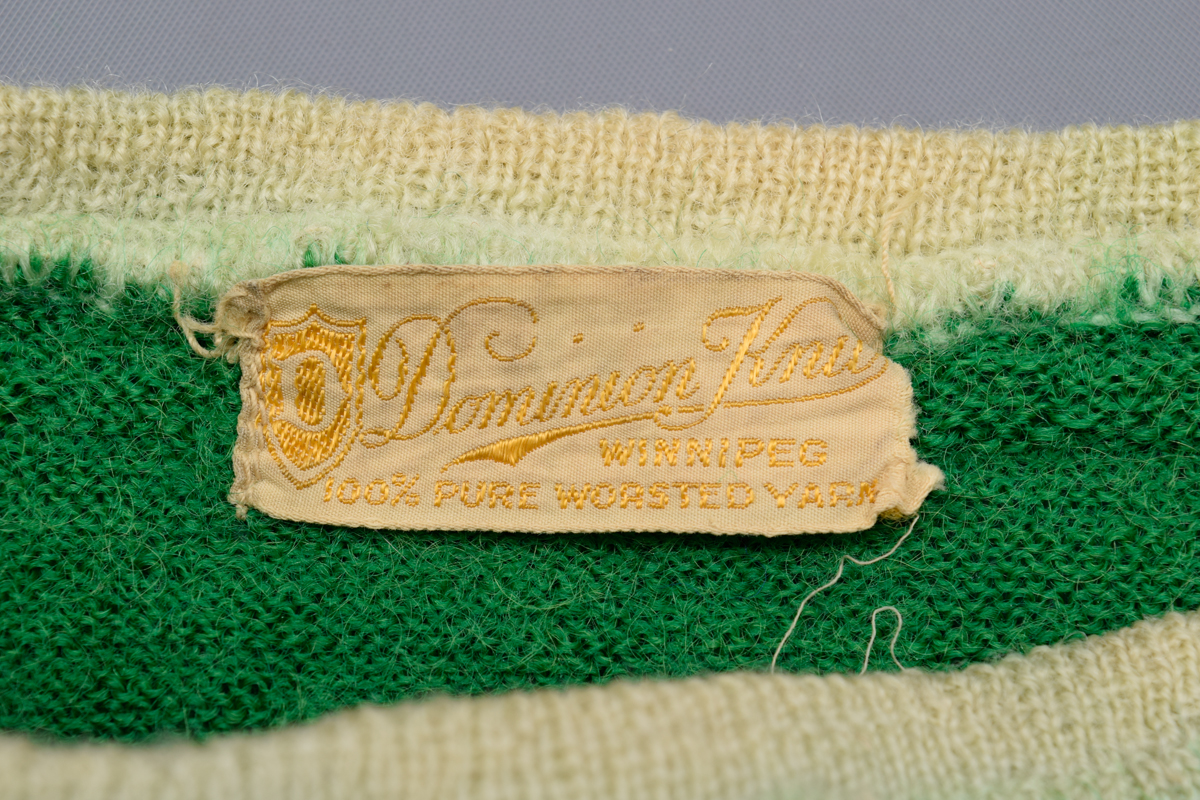 D
Dominion Knit
WINNIPEG
100% PURE WORSTED YARN